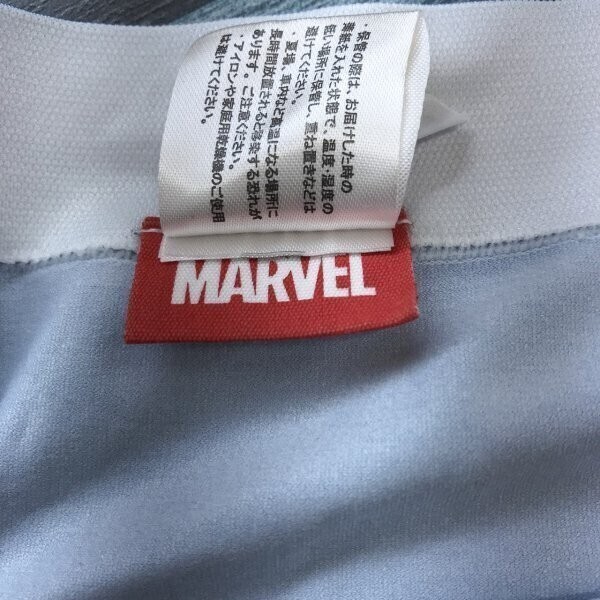 ・保管の際は、お届けした時の
薬紙を入れた状態で、温度・湿度の
低い場所に保管し、重ね置きなどは
避けてください。
・夏場、車内など高温になる場所に
長時間放置されると感染する恐れが
あります。ご注意ください。
・アイロンや家庭用乾燥機のご使用
は避けてください。
MARVEL